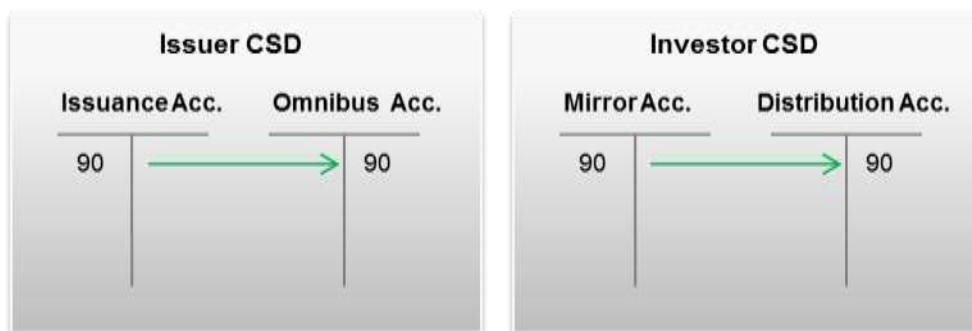 Issuer CSD
Issuance Acc. Omnibus Acc.
90 90
Investor CSD
Mirror Acc. Distribution Acc.
90 90